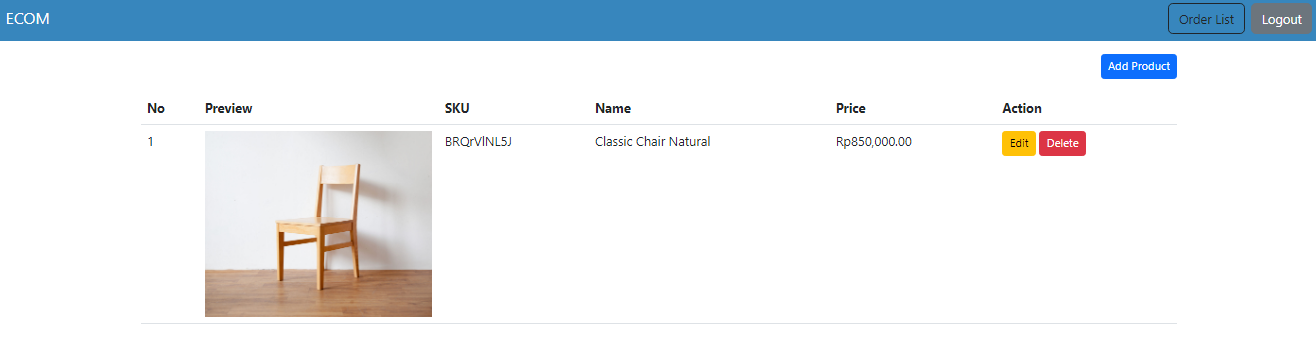 ECOM Order List Logout
Add Product
No Preview SKU Name Price Action
1 BRQrVlNL5J Classic Chair Natural Rp850,000.00 Edit Delete